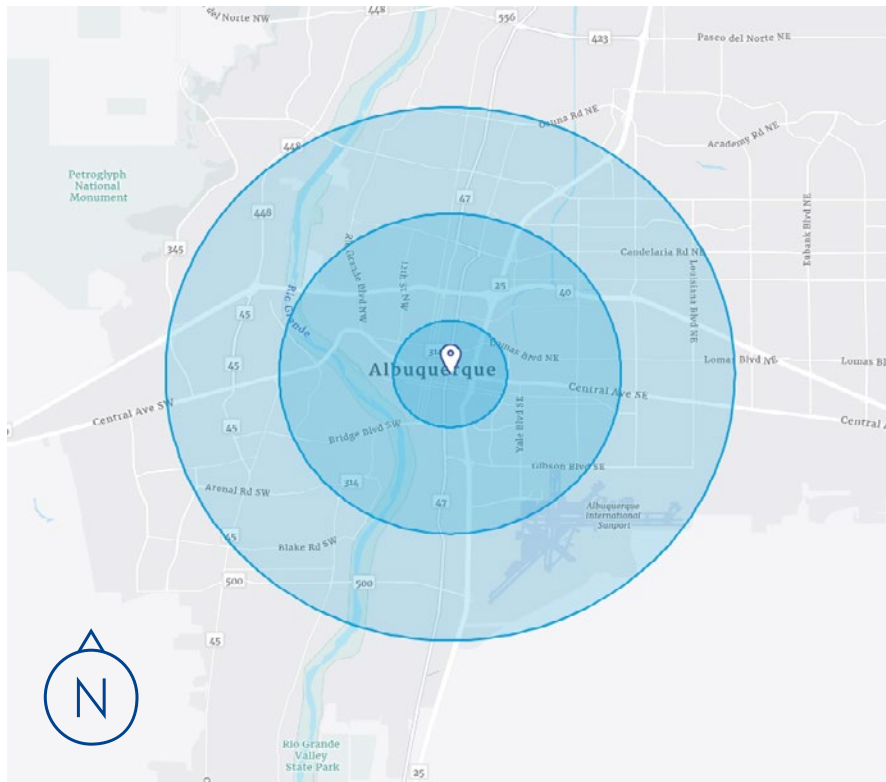 del Norte NW
448
556
423
Paseo del Norte NE
Osuna Rd NE
Academy Rd NE
448
Petroglyph
National
Monument
47
448
345
Rio Grande Blvd NW
12th St NW
Candelaria Rd NE
Eubank Blvd NE
Louisiana Blvd NE
25
40
Rio Grande
45
Lomas Blvd NE
314
Albuquerque
45
Lomas Blvd NE
Lomas Bl
Central Ave SE
Central Ave SW
Central A
45
Bridge Blvd SW
Yale Blvd SE
Gibson Blvd SE
314
Arenal Rd SW
47
Albuquerque
International
Sunport
45
Blake Rd SW
500
500
45
N
Rio Grande
Valley
State Park
25